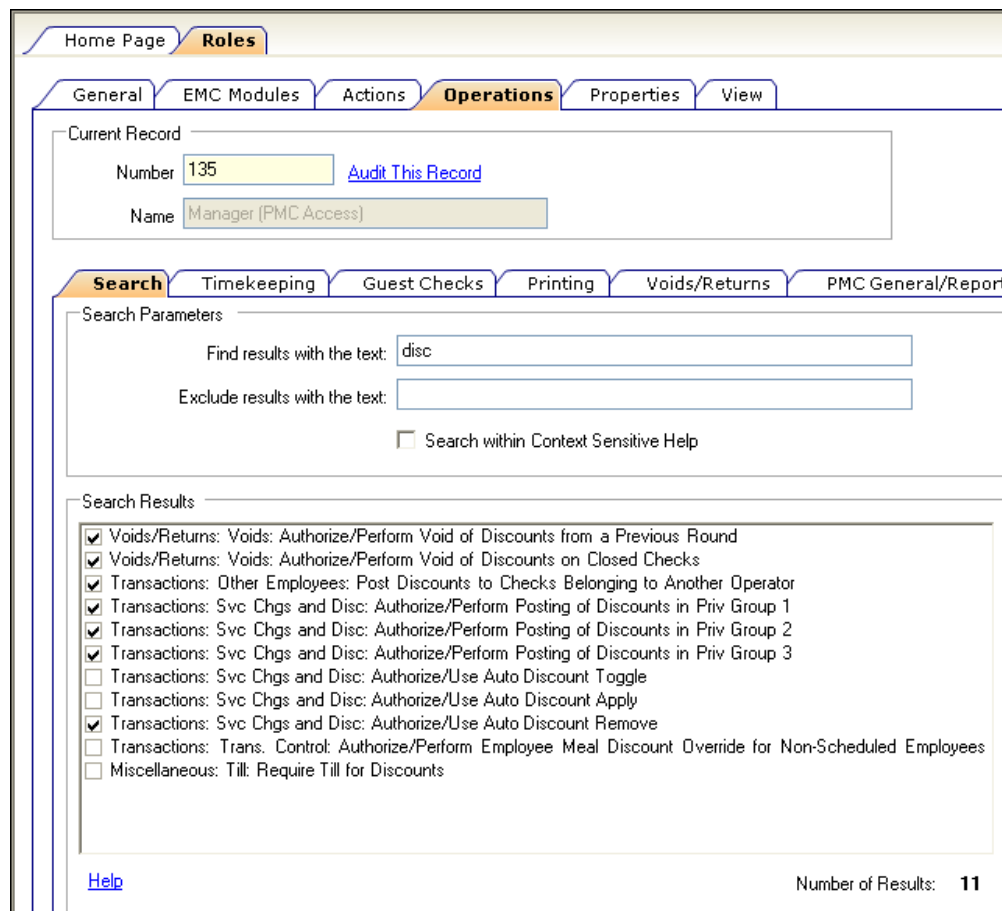 Home Page Roles
General EMC Modules Actions Operations Properties View
Current Record
Number 135 Audit This Record
Name Manager (PMC Access)
Search Timekeeping Guest Checks Printing Voids/Returns PMC General/Report
Search Parameters
Find results with the text: disc
Exclude results with the text:
Search within Context Sensitive Help
Search Results
Voids/Returns: Voids: Authorize/Perform Void of Discounts from a Previous Round
Voids/Returns: Voids: Authorize/Perform Void of Discounts on Closed Checks
Transactions: Other Employees: Post Discounts to Checks Belonging to Another Operator
Transactions: Svc Chgs and Disc: Authorize/Perform Posting of Discounts in Priv Group 1
Transactions: Svc Chgs and Disc: Authorize/Perform Posting of Discounts in Priv Group 2
Transactions: Svc Chgs and Disc: Authorize/Perform Posting of Discounts in Priv Group 3
Transactions: Svc Chgs and Disc: Authorize/Use Auto Discount Toggle
Transactions: Svc Chgs and Disc: Authorize/Use Auto Discount Apply
Transactions: Svc Chgs and Disc: Authorize/Use Auto Discount Remove
Transactions: Trans. Control: Authorize/Perform Employee Meal Discount Override for Non-Scheduled Employees
Miscellaneous: Till: Require Till for Discounts
Help Number of Results: 11